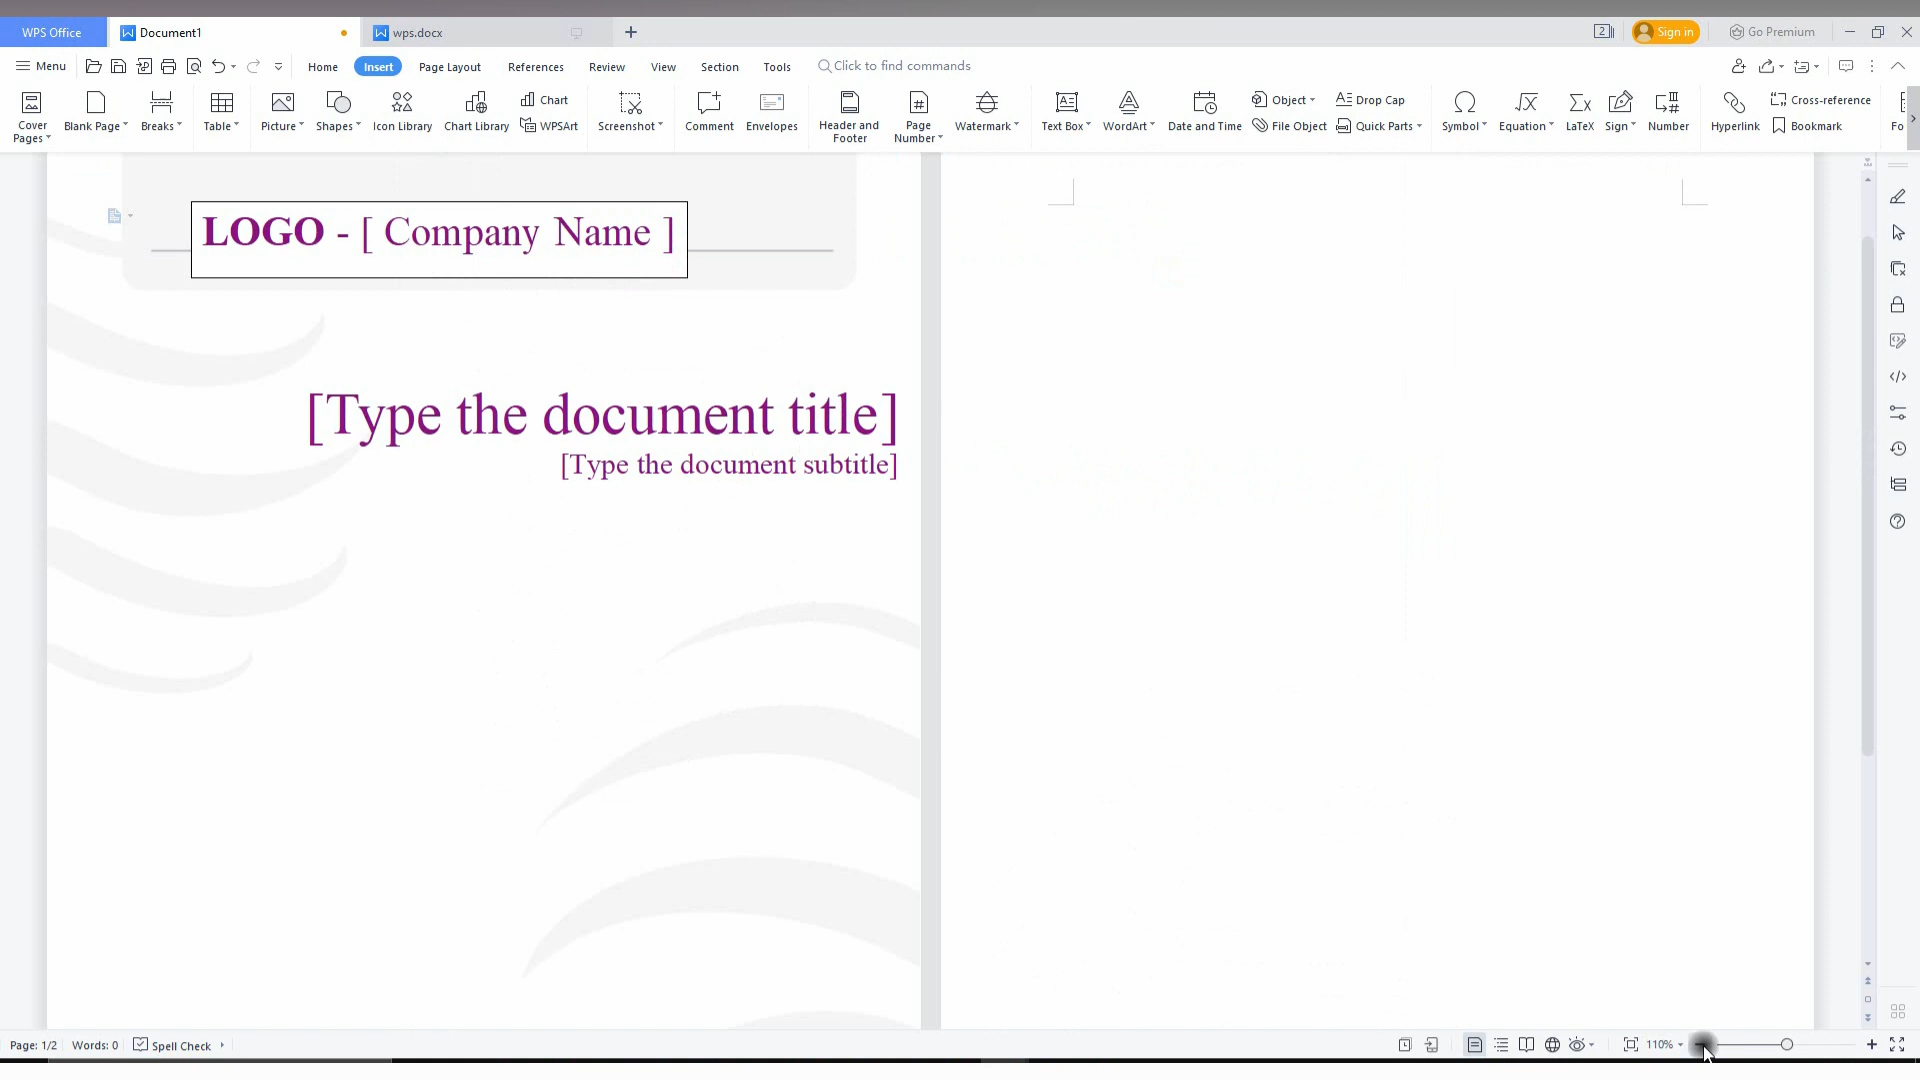 WPS Office Document1 wps.docx 2 Sign in Go Premium
Menu Home Insert Page Layout References Review View Section Tools Click to find commands
Cover Pages Blank Page Breaks Table Picture Shapes Icon Library Chart Library Chart WPSArt Screenshot Comment Envelopes Header and Footer Page Number Watermark Text Box WordArt Date and Time Object File Object Drop Cap Quick Parts Symbol Equation LaTeX Sign Number Hyperlink Cross-reference Bookmark Fo
LOGO - [ Company Name ]
[Type the document title]
[Type the document subtitle]
Page: 1/2 Words: 0 Spell Check 110%